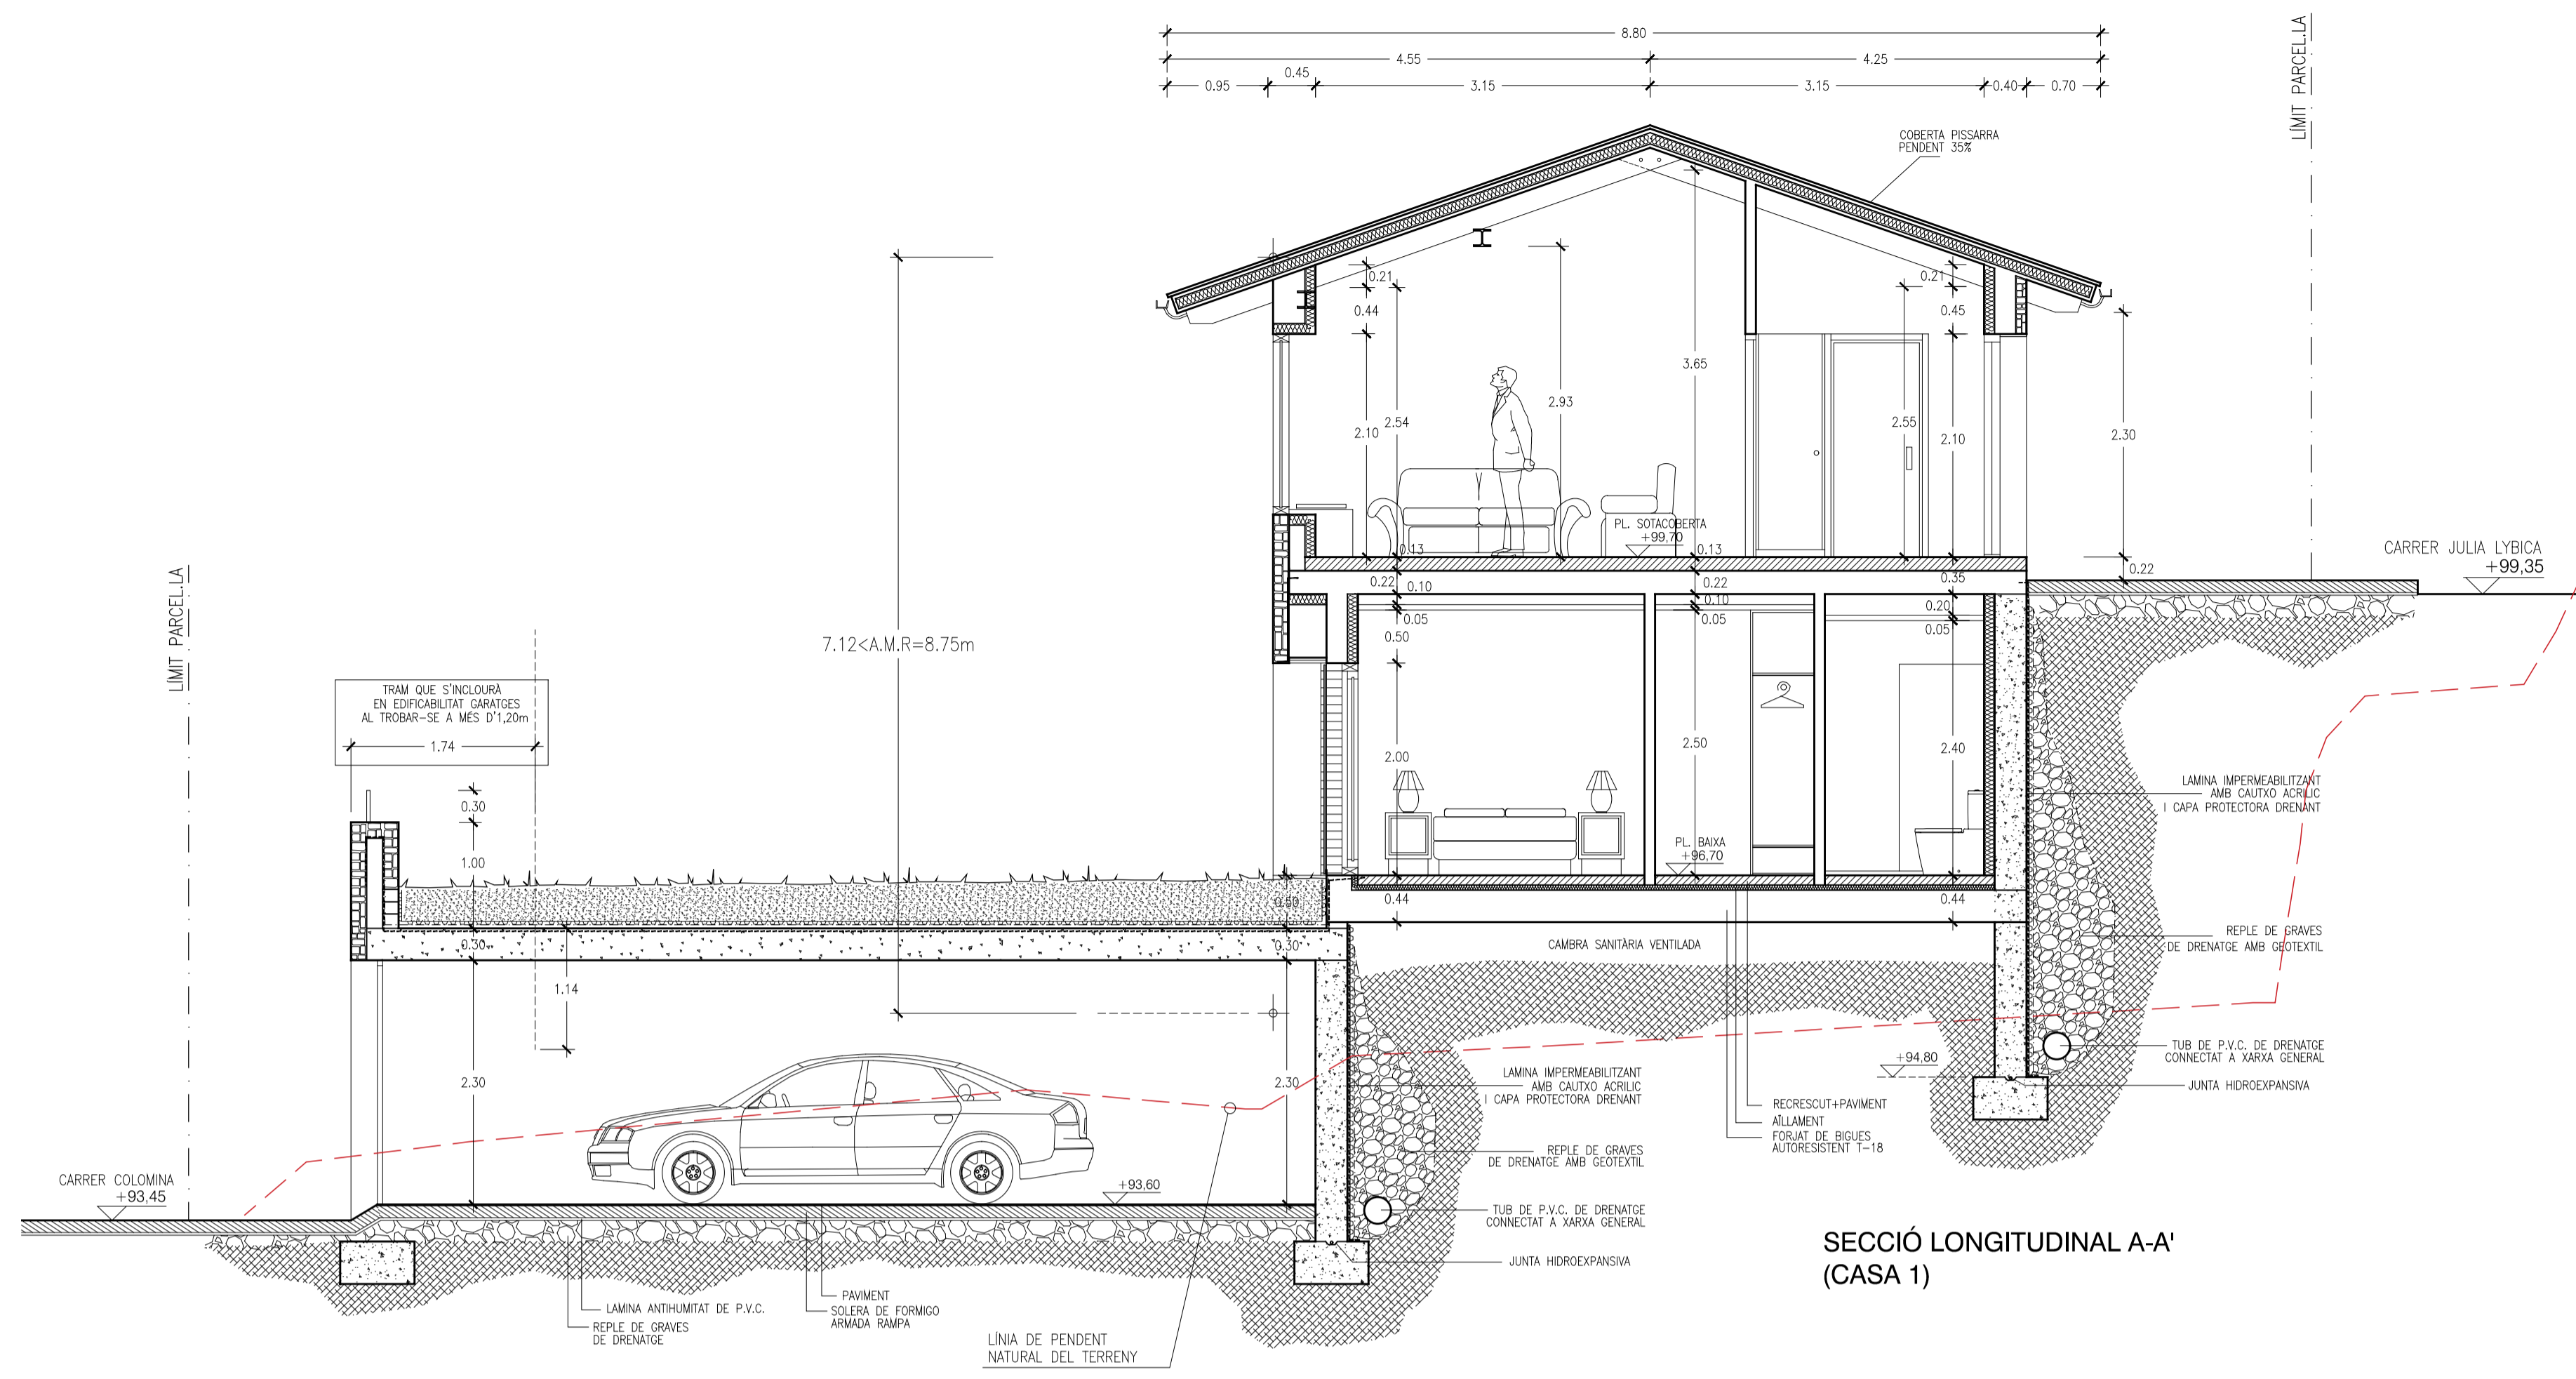 8.80
4.55
4.25
0.95
0.45
3.15
3.15
0.40
0.70
LÍMIT PARCEL.LA
COBERTA PISSARRA
PENDENT 35%
0.21
0.44
2.10
2.54
2.93
3.65
0.21
0.45
2.55
2.10
2.30
PL. SOTACOBERTA
+99,70
0.13
0.13
0.22
0.10
0.05
0.50
0.22
0.10
0.05
0.35
0.20
0.05
0.22
CARRER JULIA LYBICA
+99,35
7.12<A.M.R=8.75m
LÍMIT PARCEL.LA
TRAM QUE S'INCLOURÀ
EN EDIFICABILITAT GARATGES
AL TROBAR-SE A MÉS D'1,20m
1.74
0.30
1.00
0.30
1.14
2.30
2.00
2.50
2.40
PL. BAIXA
+96,70
0.50
0.44
0.44
0.30
2.30
CAMBRA SANITÀRIA VENTILADA
LAMINA IMPERMEABILITZANT
AMB CAUTXO ACRILIC
I CAPA PROTECTORA DRENANT
REPLE DE GRAVES
DE DRENATGE AMB GEOTEXTIL
TUB DE P.V.C. DE DRENATGE
CONNECTAT A XARXA GENERAL
JUNTA HIDROEXPANSIVA
+94,80
LAMINA IMPERMEABILITZANT
AMB CAUTXO ACRILIC
I CAPA PROTECTORA DRENANT
REPLE DE GRAVES
DE DRENATGE AMB GEOTEXTIL
TUB DE P.V.C. DE DRENATGE
CONNECTAT A XARXA GENERAL
JUNTA HIDROEXPANSIVA
RECRESCUT+PAVIMENT
AÏLLAMENT
FORJAT DE BIGUES
AUTORESISTENT T-18
CARRER COLOMINA
+93,45
+93,60
PAVIMENT
SOLERA DE FORMIGO
ARMADA RAMPA
LAMINA ANTIHUMITAT DE P.V.C.
REPLE DE GRAVES
DE DRENATGE
LÍNIA DE PENDENT
NATURAL DEL TERRENY
SECCIÓ LONGITUDINAL A-A'
(CASA 1)